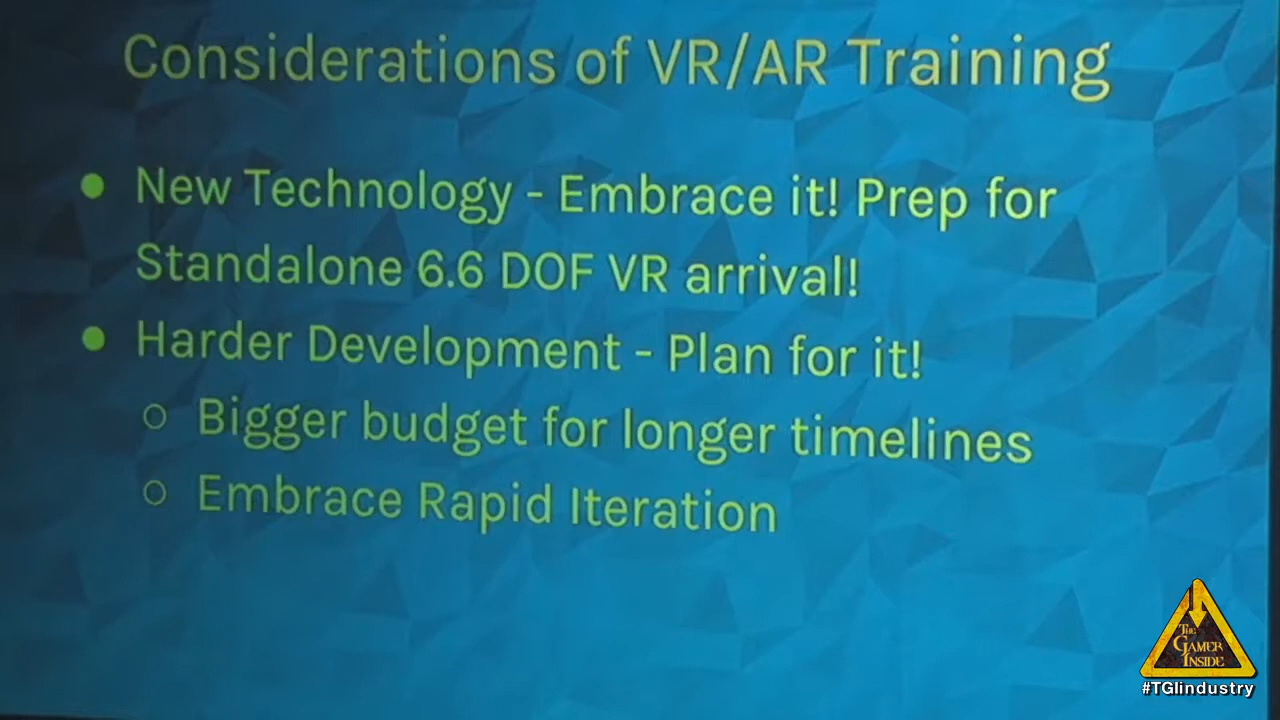 Considerations of VR/AR Training
● New Technology - Embrace it! Prep for
Standalone 6.6 DOF VR arrival!
● Harder Development - Plan for it!
○ Bigger budget for longer timelines
○ Embrace Rapid Iteration
THE
GAMER
INSIDE
#TGIindustry